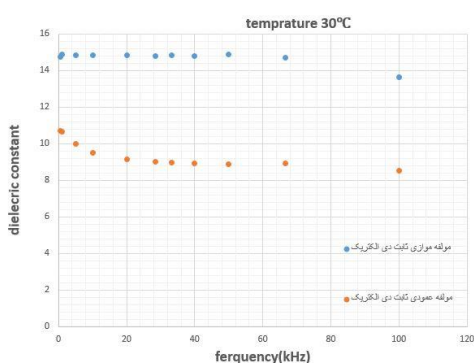 temprature 30°C
16
14
12
10
8
6
4
2
0
0 20 40 60 80 100 120
dielecric constant
ferguency(kHz)
مولفه موازی ثابت دی الکتریک
مولفه عمودی ثابت دی الکتریک